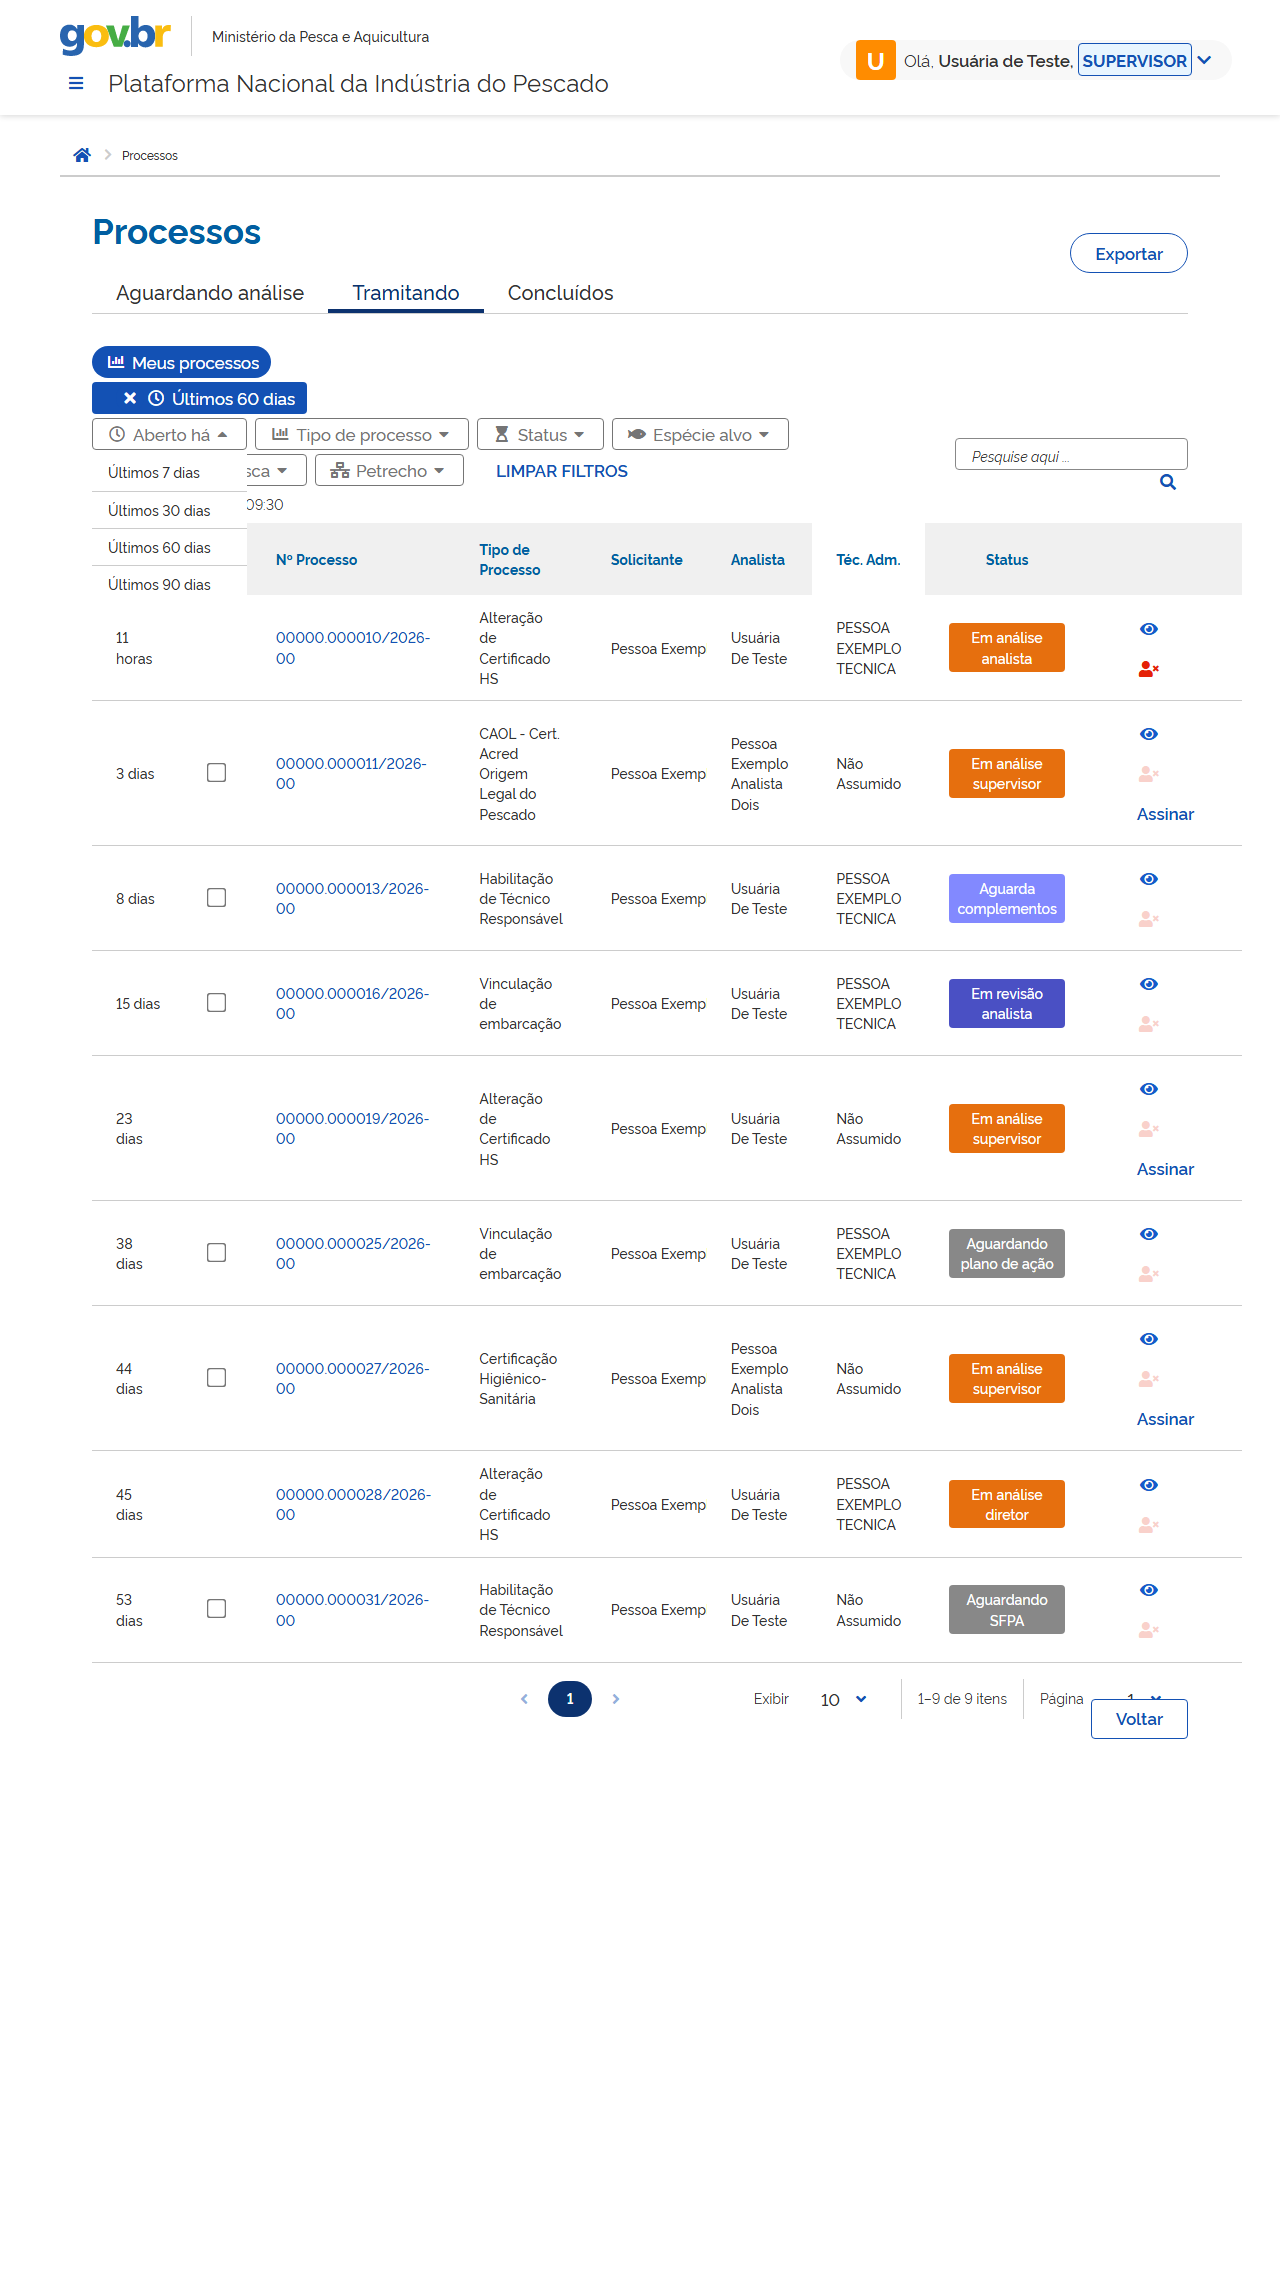 gov.br
Ministério da Pesca e Aquicultura
Plataforma Nacional da Indústria do Pescado
U
Olá, Usuária de Teste, SUPERVISOR
Processos
Processos
Exportar
Aguardando análise
Tramitando
Concluídos
Meus processos
Últimos 60 dias
Aberto há
Tipo de processo
Status
Espécie alvo
Últimos 7 dias
Últimos 30 dias
Últimos 60 dias
Últimos 90 dias
Petrecho
LIMPAR FILTROS
Pesquise aqui ...
09:30
Nº Processo
Tipo de
Processo
Solicitante
Analista
Téc. Adm.
Status
11
horas
00000.000010/2026-
00
Alteração
de
Certificado
HS
Pessoa Exemp
Usuária
De Teste
PESSOA
EXEMPLO
TECNICA
Em análise
analista
3 dias
00000.000011/2026-
00
CAOL - Cert.
Acred
Origem
Legal do
Pescado
Pessoa Exemp
Pessoa
Exemplo
Analista
Dois
Não
Assumido
Em análise
supervisor
Assinar
8 dias
00000.000013/2026-
00
Habilitação
de Técnico
Responsável
Pessoa Exemp
Usuária
De Teste
PESSOA
EXEMPLO
TECNICA
Aguarda
complementos
15 dias
00000.000016/2026-
00
Vinculação
de
embarcação
Pessoa Exemp
Usuária
De Teste
PESSOA
EXEMPLO
TECNICA
Em revisão
analista
23
dias
00000.000019/2026-
00
Alteração
de
Certificado
HS
Pessoa Exemp
Usuária
De Teste
Não
Assumido
Em análise
supervisor
Assinar
38
dias
00000.000025/2026-
00
Vinculação
de
embarcação
Pessoa Exemp
Usuária
De Teste
PESSOA
EXEMPLO
TECNICA
Aguardando
plano de ação
44
dias
00000.000027/2026-
00
Certificação
Higiênico-
Sanitária
Pessoa Exemp
Pessoa
Exemplo
Analista
Dois
Não
Assumido
Em análise
supervisor
Assinar
45
dias
00000.000028/2026-
00
Alteração
de
Certificado
HS
Pessoa Exemp
Usuária
De Teste
PESSOA
EXEMPLO
TECNICA
Em análise
diretor
53
dias
00000.000031/2026-
00
Habilitação
de Técnico
Responsável
Pessoa Exemp
Usuária
De Teste
Não
Assumido
Aguardando
SFPA
1
Exibir
10
1–9 de 9 itens
Página
Voltar